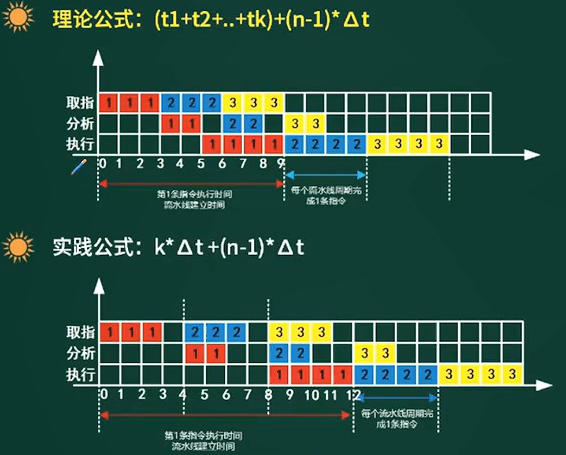 理论公式：(t1+t2+..+tk)+(n-1)*Δt
取指 1 1 1 2 2 2 3 3 3
分析 1 1 2 2 3 3
执行 1 1 1 1 2 2 2 2 3 3 3 3
0 1 2 3 4 5 6 7 8 9
第1条指令执行时间
流水线建立时间
每个流水线周期完
成1条指令
实践公式：k*Δt +(n-1)*Δt
取指 1 1 1 2 2 2 3 3 3
分析 1 1 2 2 3 3
执行 1 1 1 1 2 2 2 2 3 3 3 3
0 1 2 3 4 5 6 7 8 9 10 11 12
第1条指令执行时间
流水线建立时间
每个流水线周期完
成1条指令